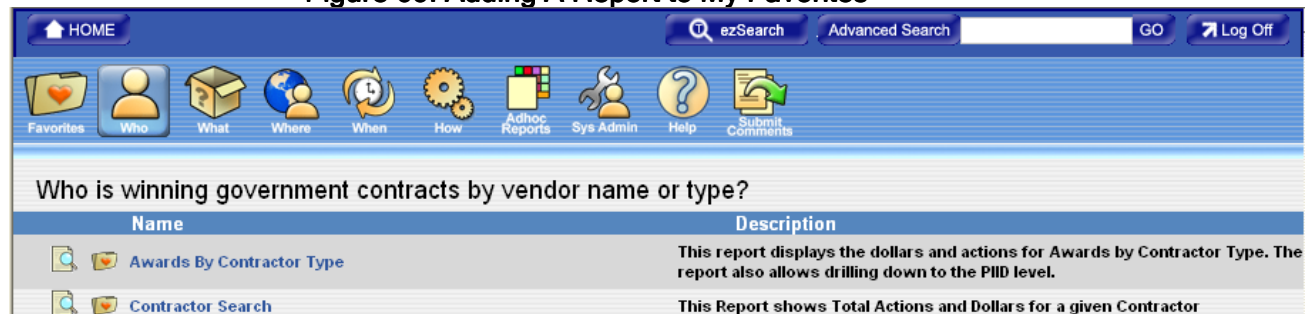 HOME ezSearch Advanced Search GO Log Off
Favorites Who What Where When How Adhoc Reports Sys Admin Help Submit Comments
Who is winning government contracts by vendor name or type?
Name Description
Awards By Contractor Type This report displays the dollars and actions for Awards by Contractor Type. The
report also allows drilling down to the PIID level.
Contractor Search This Report shows Total Actions and Dollars for a given Contractor